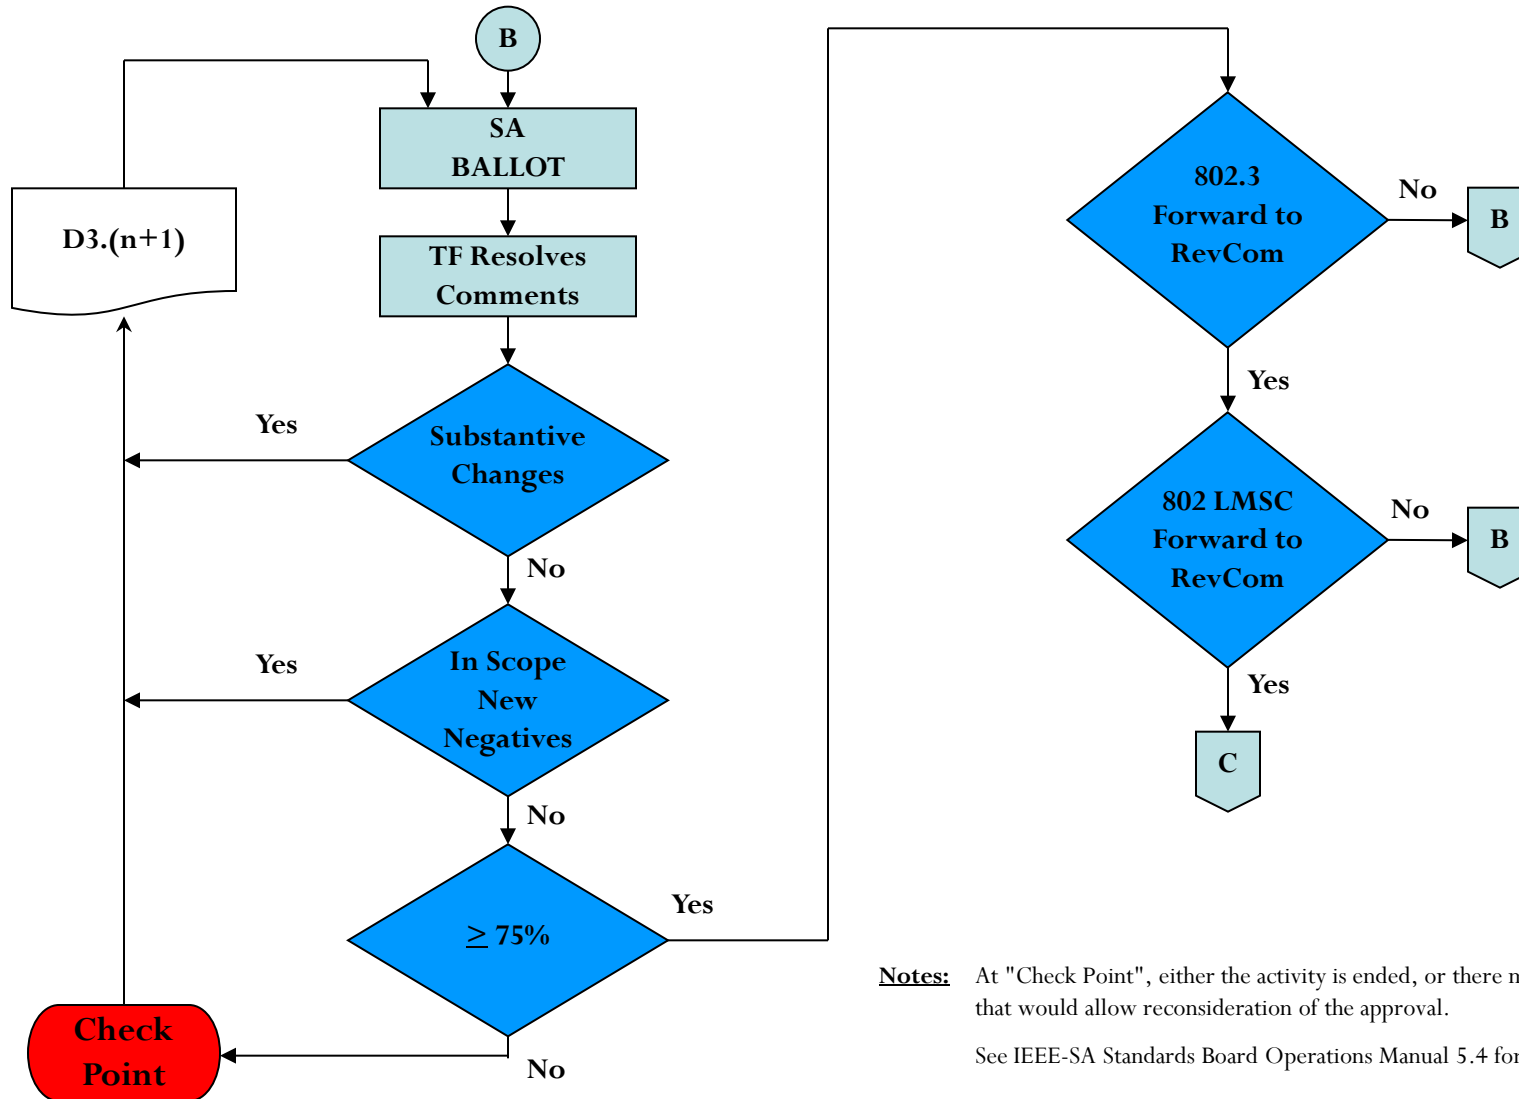 B
SA
BALLOT
D3.(n+1)
TF Resolves
Comments
Yes
Substantive
Changes
No
Yes
In Scope
New
Negatives
No
≥ 75%
Yes
No
Check
Point
802.3
Forward to
RevCom
No
B
Yes
802 LMSC
Forward to
RevCom
No
B
Yes
C
Notes: At "Check Point", either the activity is ended, or there
that would allow reconsideration of the approval.
See IEEE-SA Standards Board Operations Manual 5.4 for